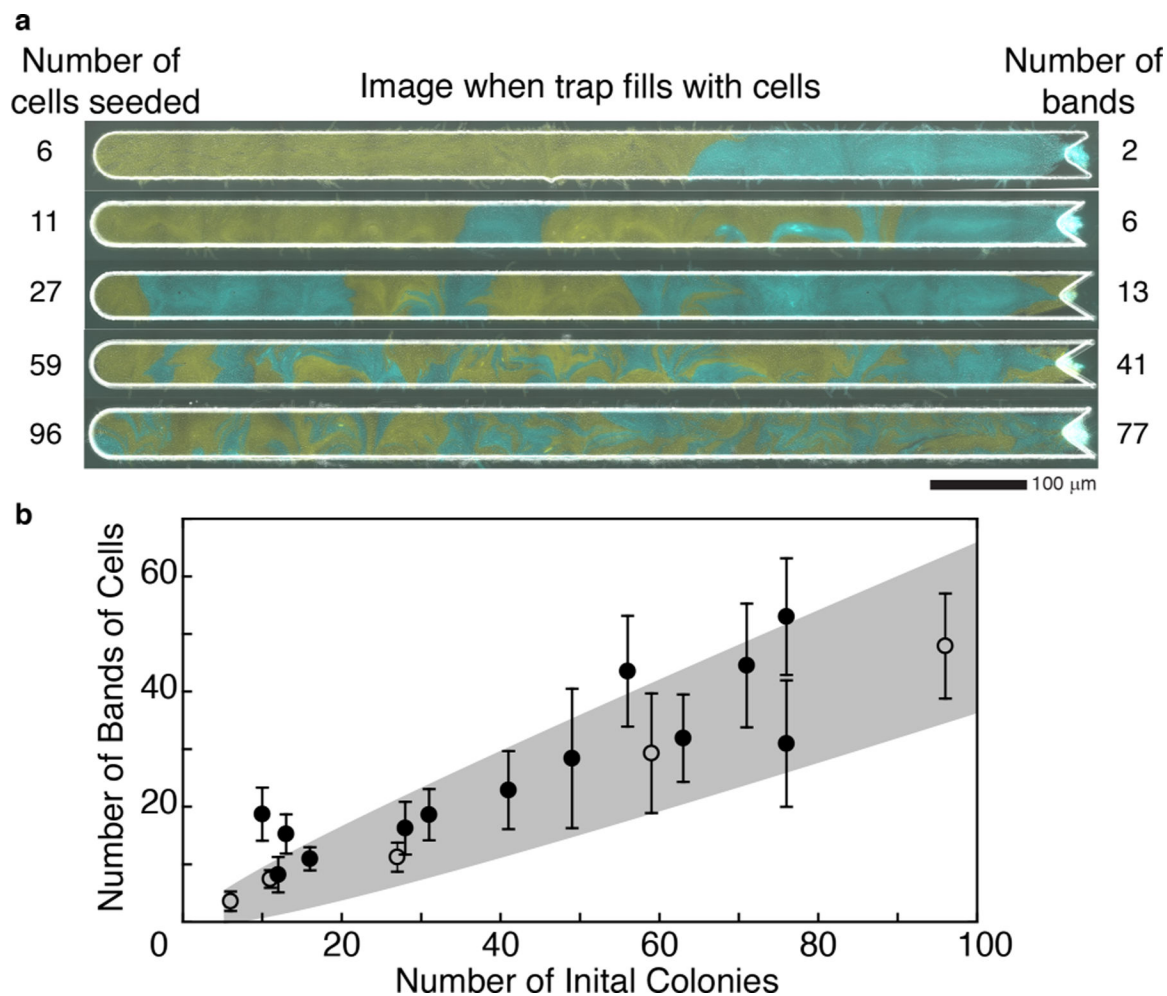 a
Number of
cells seeded
Image when trap fills with cells
Number of
bands
6
2
11
6
27
13
59
41
96
77
100 μm
b
Number of Bands of Cells
60
40
20
0
20
40
60
80
100
Number of Inital Colonies